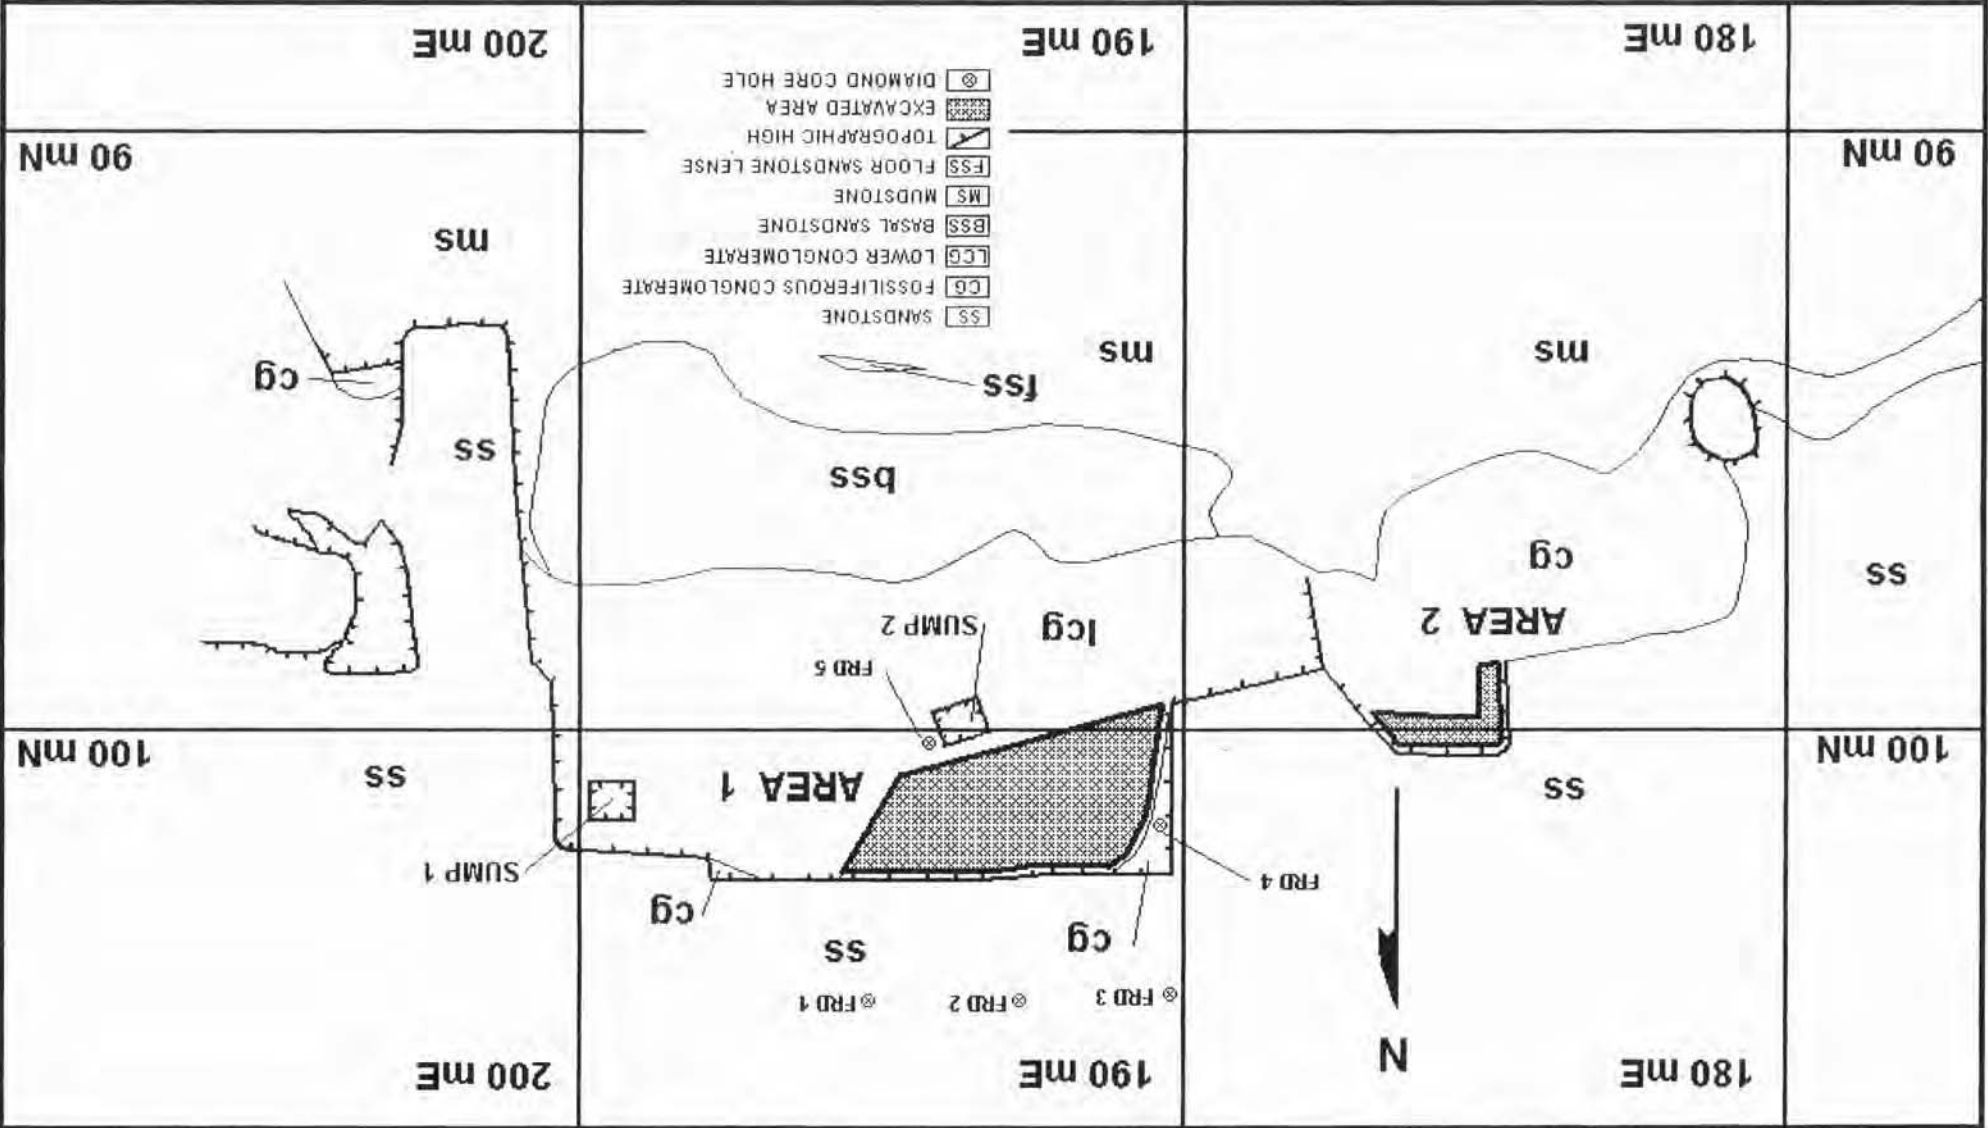 180 mE
N
190 mE
200 mE
FRD 3
FRD 2
FRD 1
cg
ss
cg
FRD 4
SUMP 1
ss
AREA 1
ss
100 mN
100 mN
FRD 5
AREA 2
lcg
SUMP 2
ss
cg
bss
ss
fss
cg
ms
ms
SS SANDSTONE
CG FOSSILIFEROUS CONGLOMERATE
LCG LOWER CONGLOMERATE
BSS BASAL SANDSTONE
MS MUDSTONE
FSS FLOOR SANDSTONE LENSE
TOPOGRAPHIC HIGH
EXCAVATED AREA
DIAMOND CORE HOLE
ms
90 mN
90 mN
180 mE
190 mE
200 mE